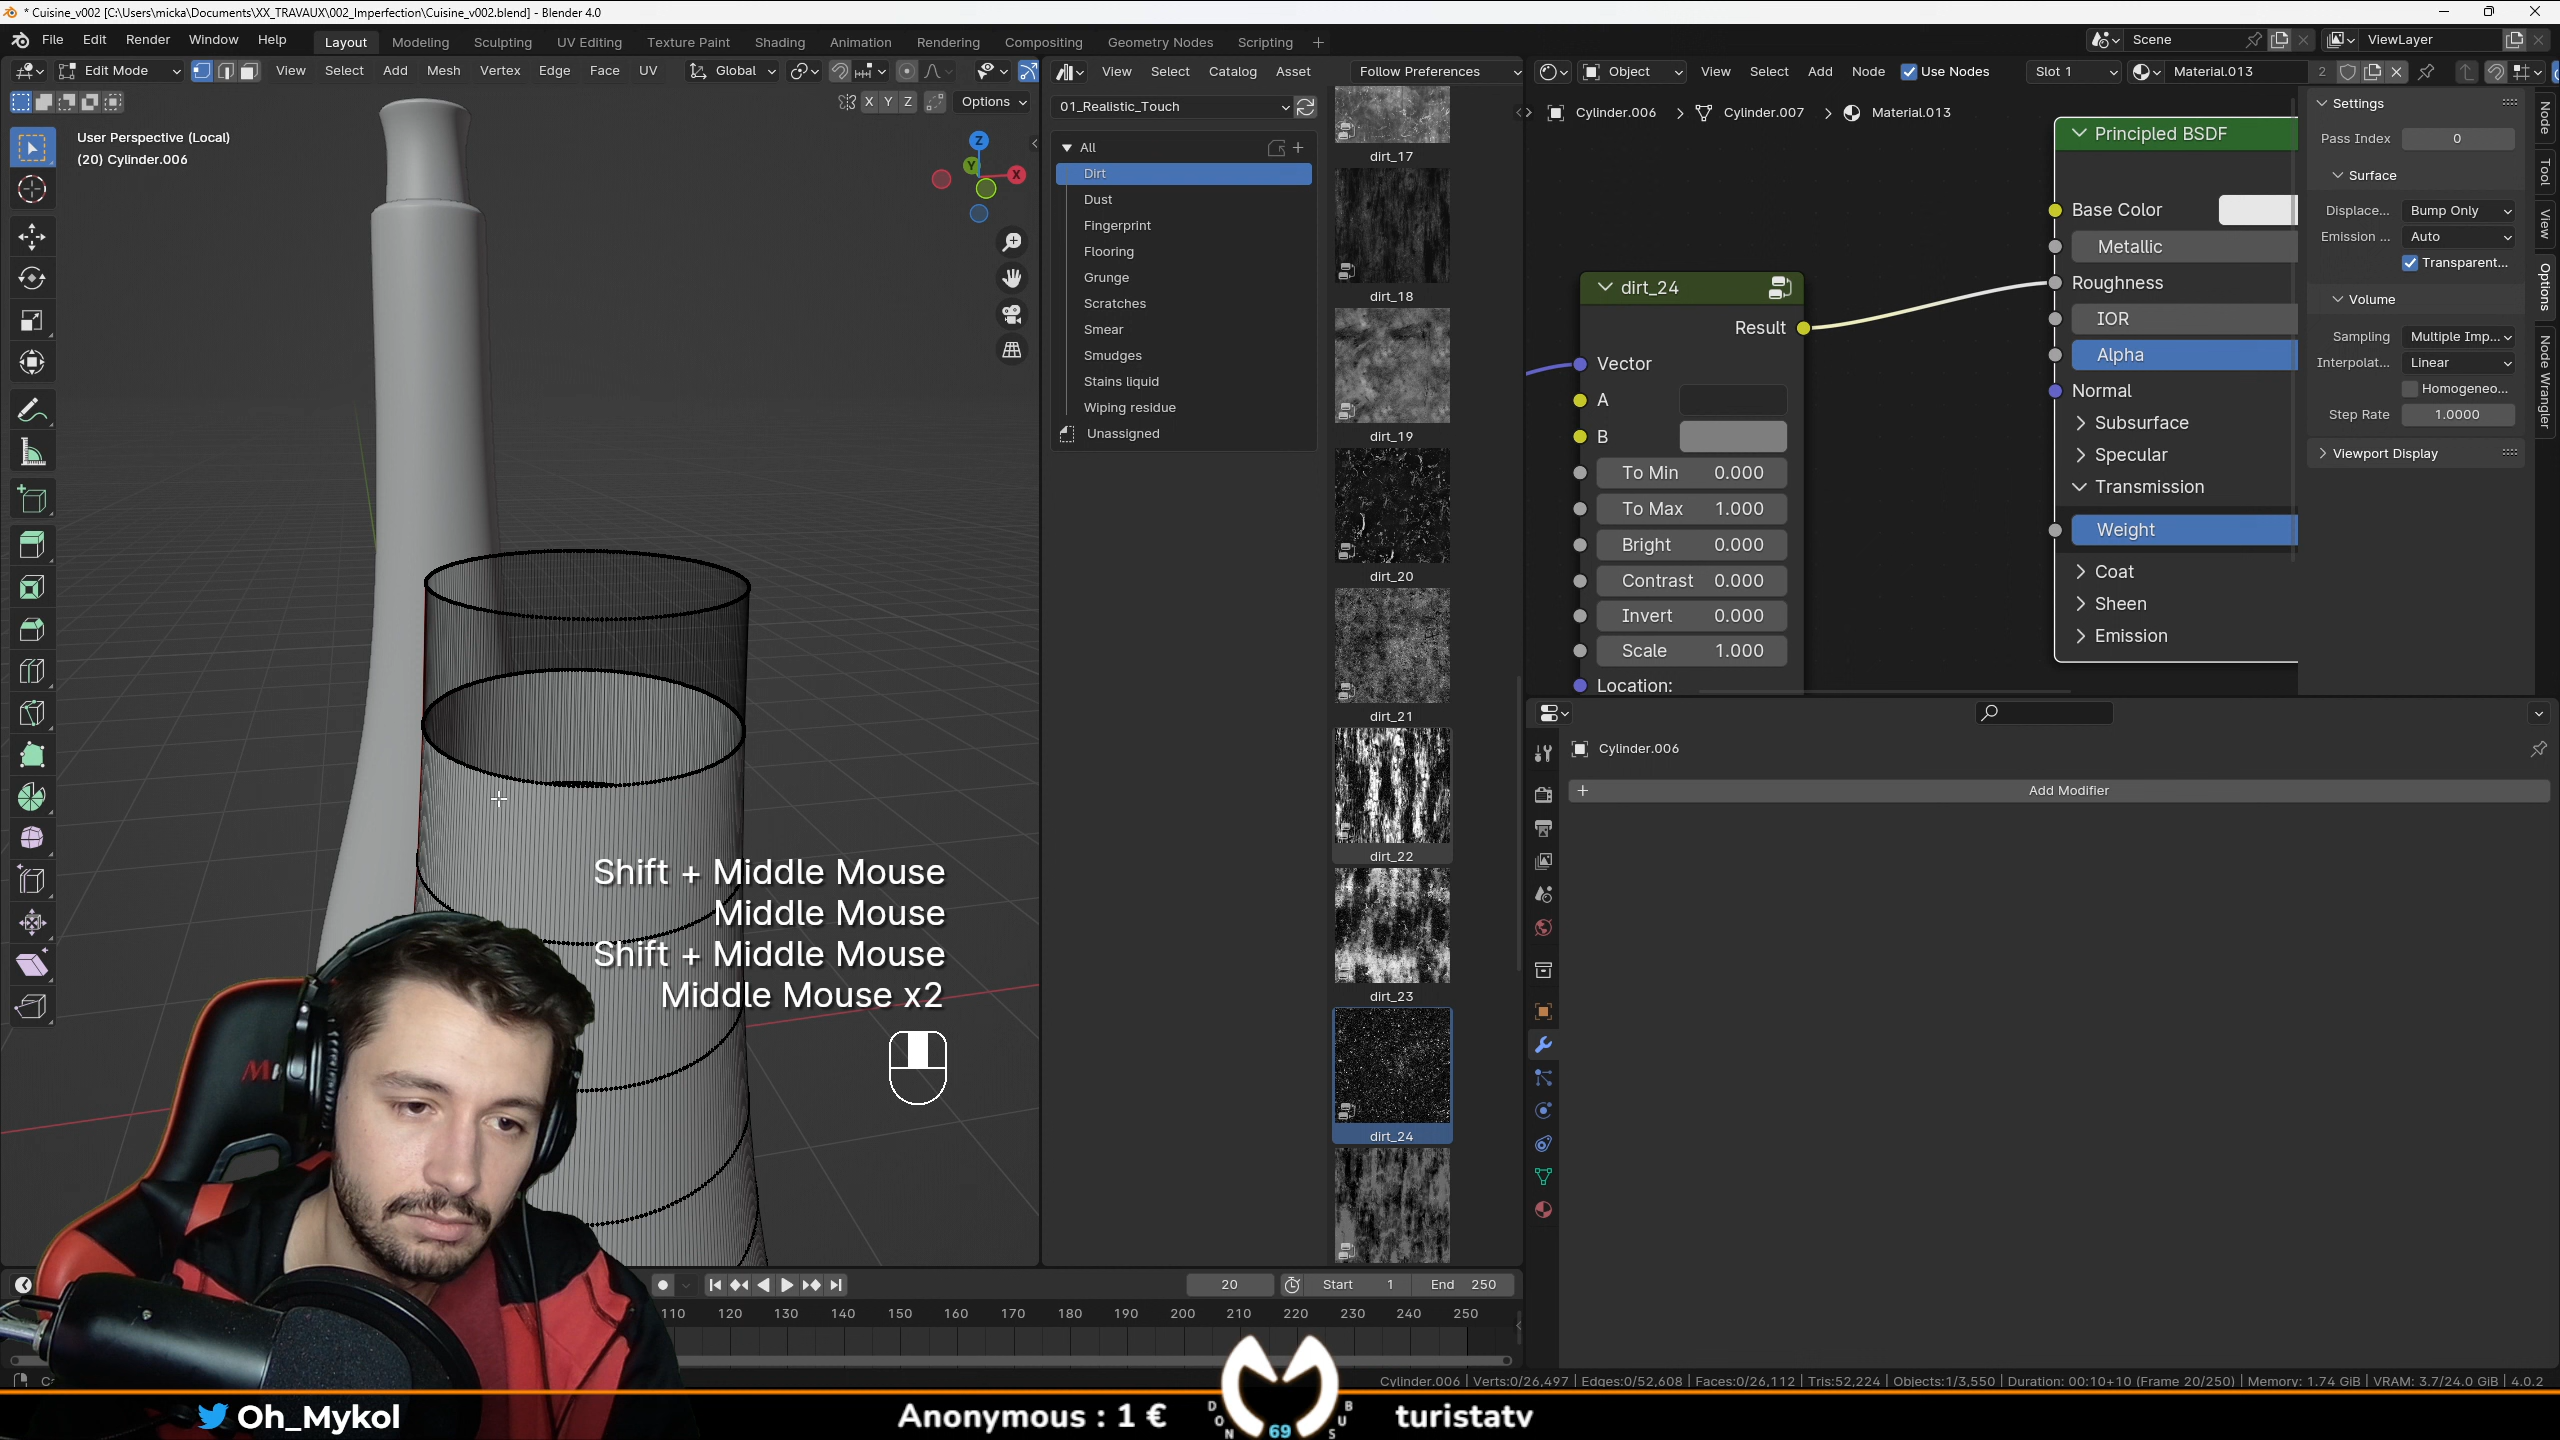 * Cuisine_v002 [C:\Users\micka\Documents\XX_TRAVAUX\002_Imperfection\Cuisine_v002.blend] - Blender 4.0
File Edit Render Window Help Layout Modeling Sculpting UV Editing Texture Paint Shading Animation Rendering Compositing Geometry Nodes Scripting +
Scene
ViewLayer
Edit Mode View Select Add Mesh Vertex Edge Face UV Global
X Y Z Options
User Perspective (Local)
(20) Cylinder.006
Z
Y
X
View Select Catalog Asset Follow Preferences
01_Realistic_Touch
All
Dirt
Dust
Fingerprint
Flooring
Grunge
Scratches
Smear
Smudges
Stains liquid
Wiping residue
Unassigned
dirt_17
dirt_18
dirt_19
dirt_20
dirt_21
dirt_22
dirt_23
dirt_24
Object View Select Add Node Use Nodes Slot 1 Material.013 2
Cylinder.006 > Cylinder.007 > Material.013
dirt_24
Result
Vector
A
B
To Min 0.000
To Max 1.000
Bright 0.000
Contrast 0.000
Invert 0.000
Scale 1.000
Location:
Principled BSDF
Base Color
Metallic
Roughness
IOR
Alpha
Normal
Subsurface
Specular
Transmission
Weight
Coat
Sheen
Emission
Settings
Pass Index 0
Surface
Displace... Bump Only
Emission ... Auto
Transparent...
Volume
Sampling Multiple Imp...
Interpolat... Linear
Homogeneo...
Step Rate 1.0000
Viewport Display
Node
Tool
View
Options
Node Wrangler
Cylinder.006
+ Add Modifier
Shift + Middle Mouse
Middle Mouse
Shift + Middle Mouse
Middle Mouse x2
20 Start 1 End 250
110 120 130 140 150 160 170 180 190 200 210 220 230 240 250
Cylinder.006 | Verts:0/26,497 | Edges:0/52,608 | Faces:0/26,112 | Tris:52,224 | Objects:1/3,550 | Duration: 00:10+10 (Frame 20/250) | Memory: 1.74 GiB | VRAM: 3.7/24.0 GiB | 4.0.2
Oh_Mykol
Anonymous : 1 €
DON
69
SUB
turistatv